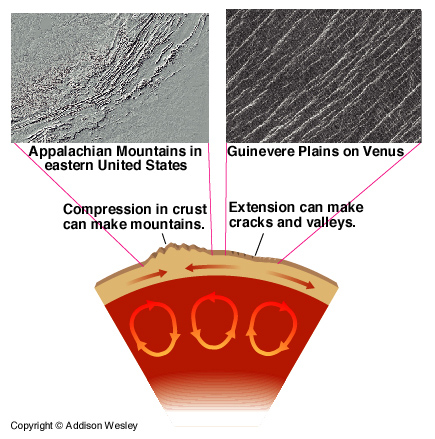 Appalachian Mountains in
eastern United States
Guinevere Plains on Venus
Compression in crust
can make mountains.
Extension can make
cracks and valleys.
Copyright © Addison Wesley